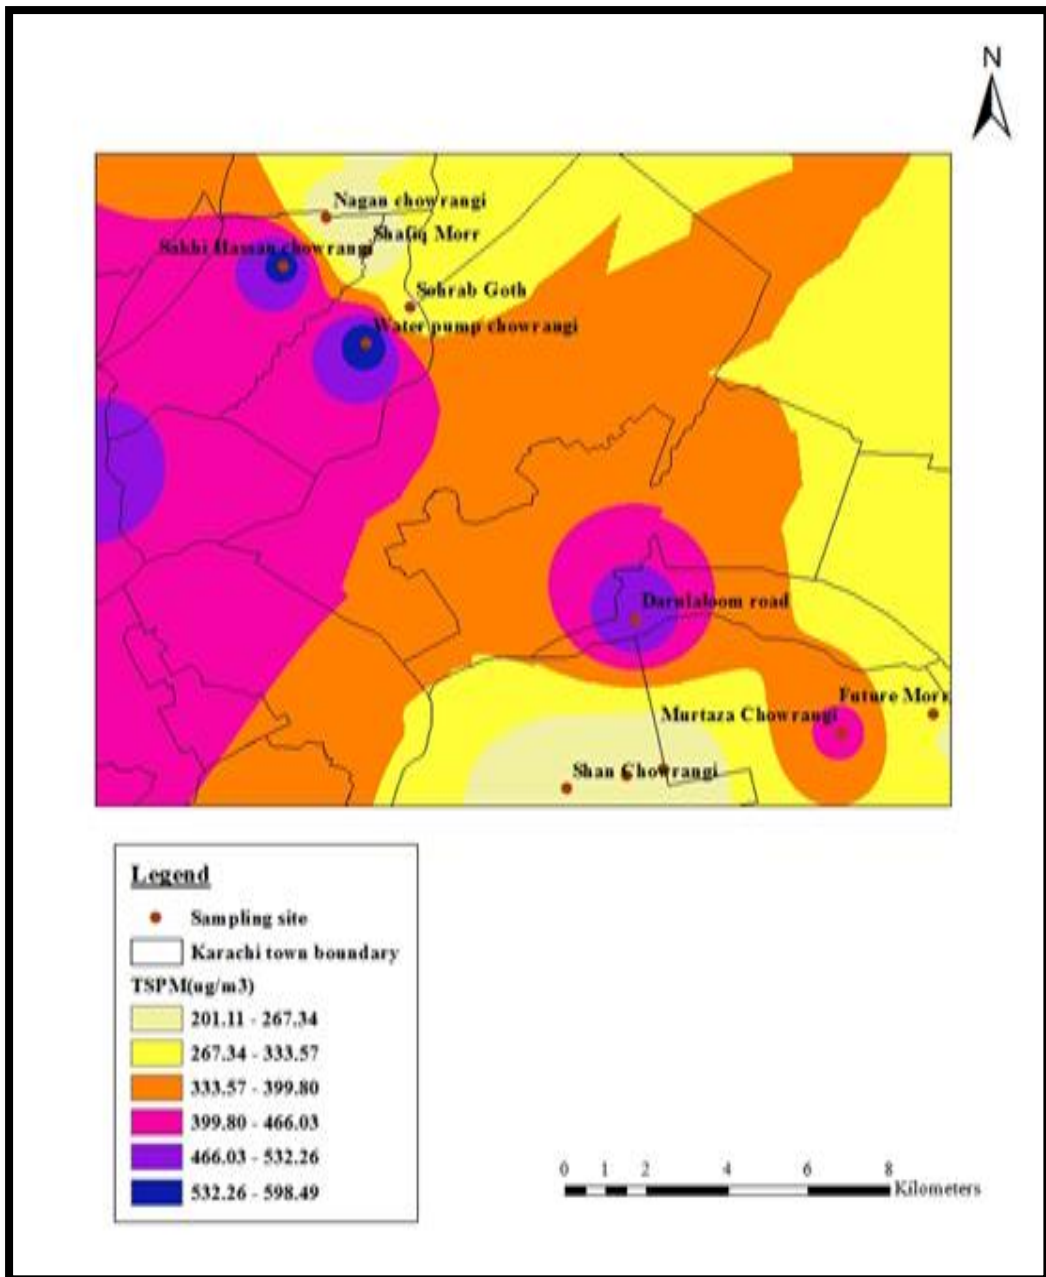 N
Nagan chowrangi
Shafiq Morr
Sakhi Hassan chowrangi
Sohrab Goth
Water pump chowrangi
Darulaloom road
Future Morr
Murtaza Chowrangi
Shan Chowrangi
Legend
Sampling site
Karachi town boundary
TSPM(ug/m3)
201.11 - 267.34
267.34 - 333.57
333.57 - 399.80
399.80 - 466.03
466.03 - 532.26
532.26 - 598.49
0 1 2 4 6 8
Kilometers